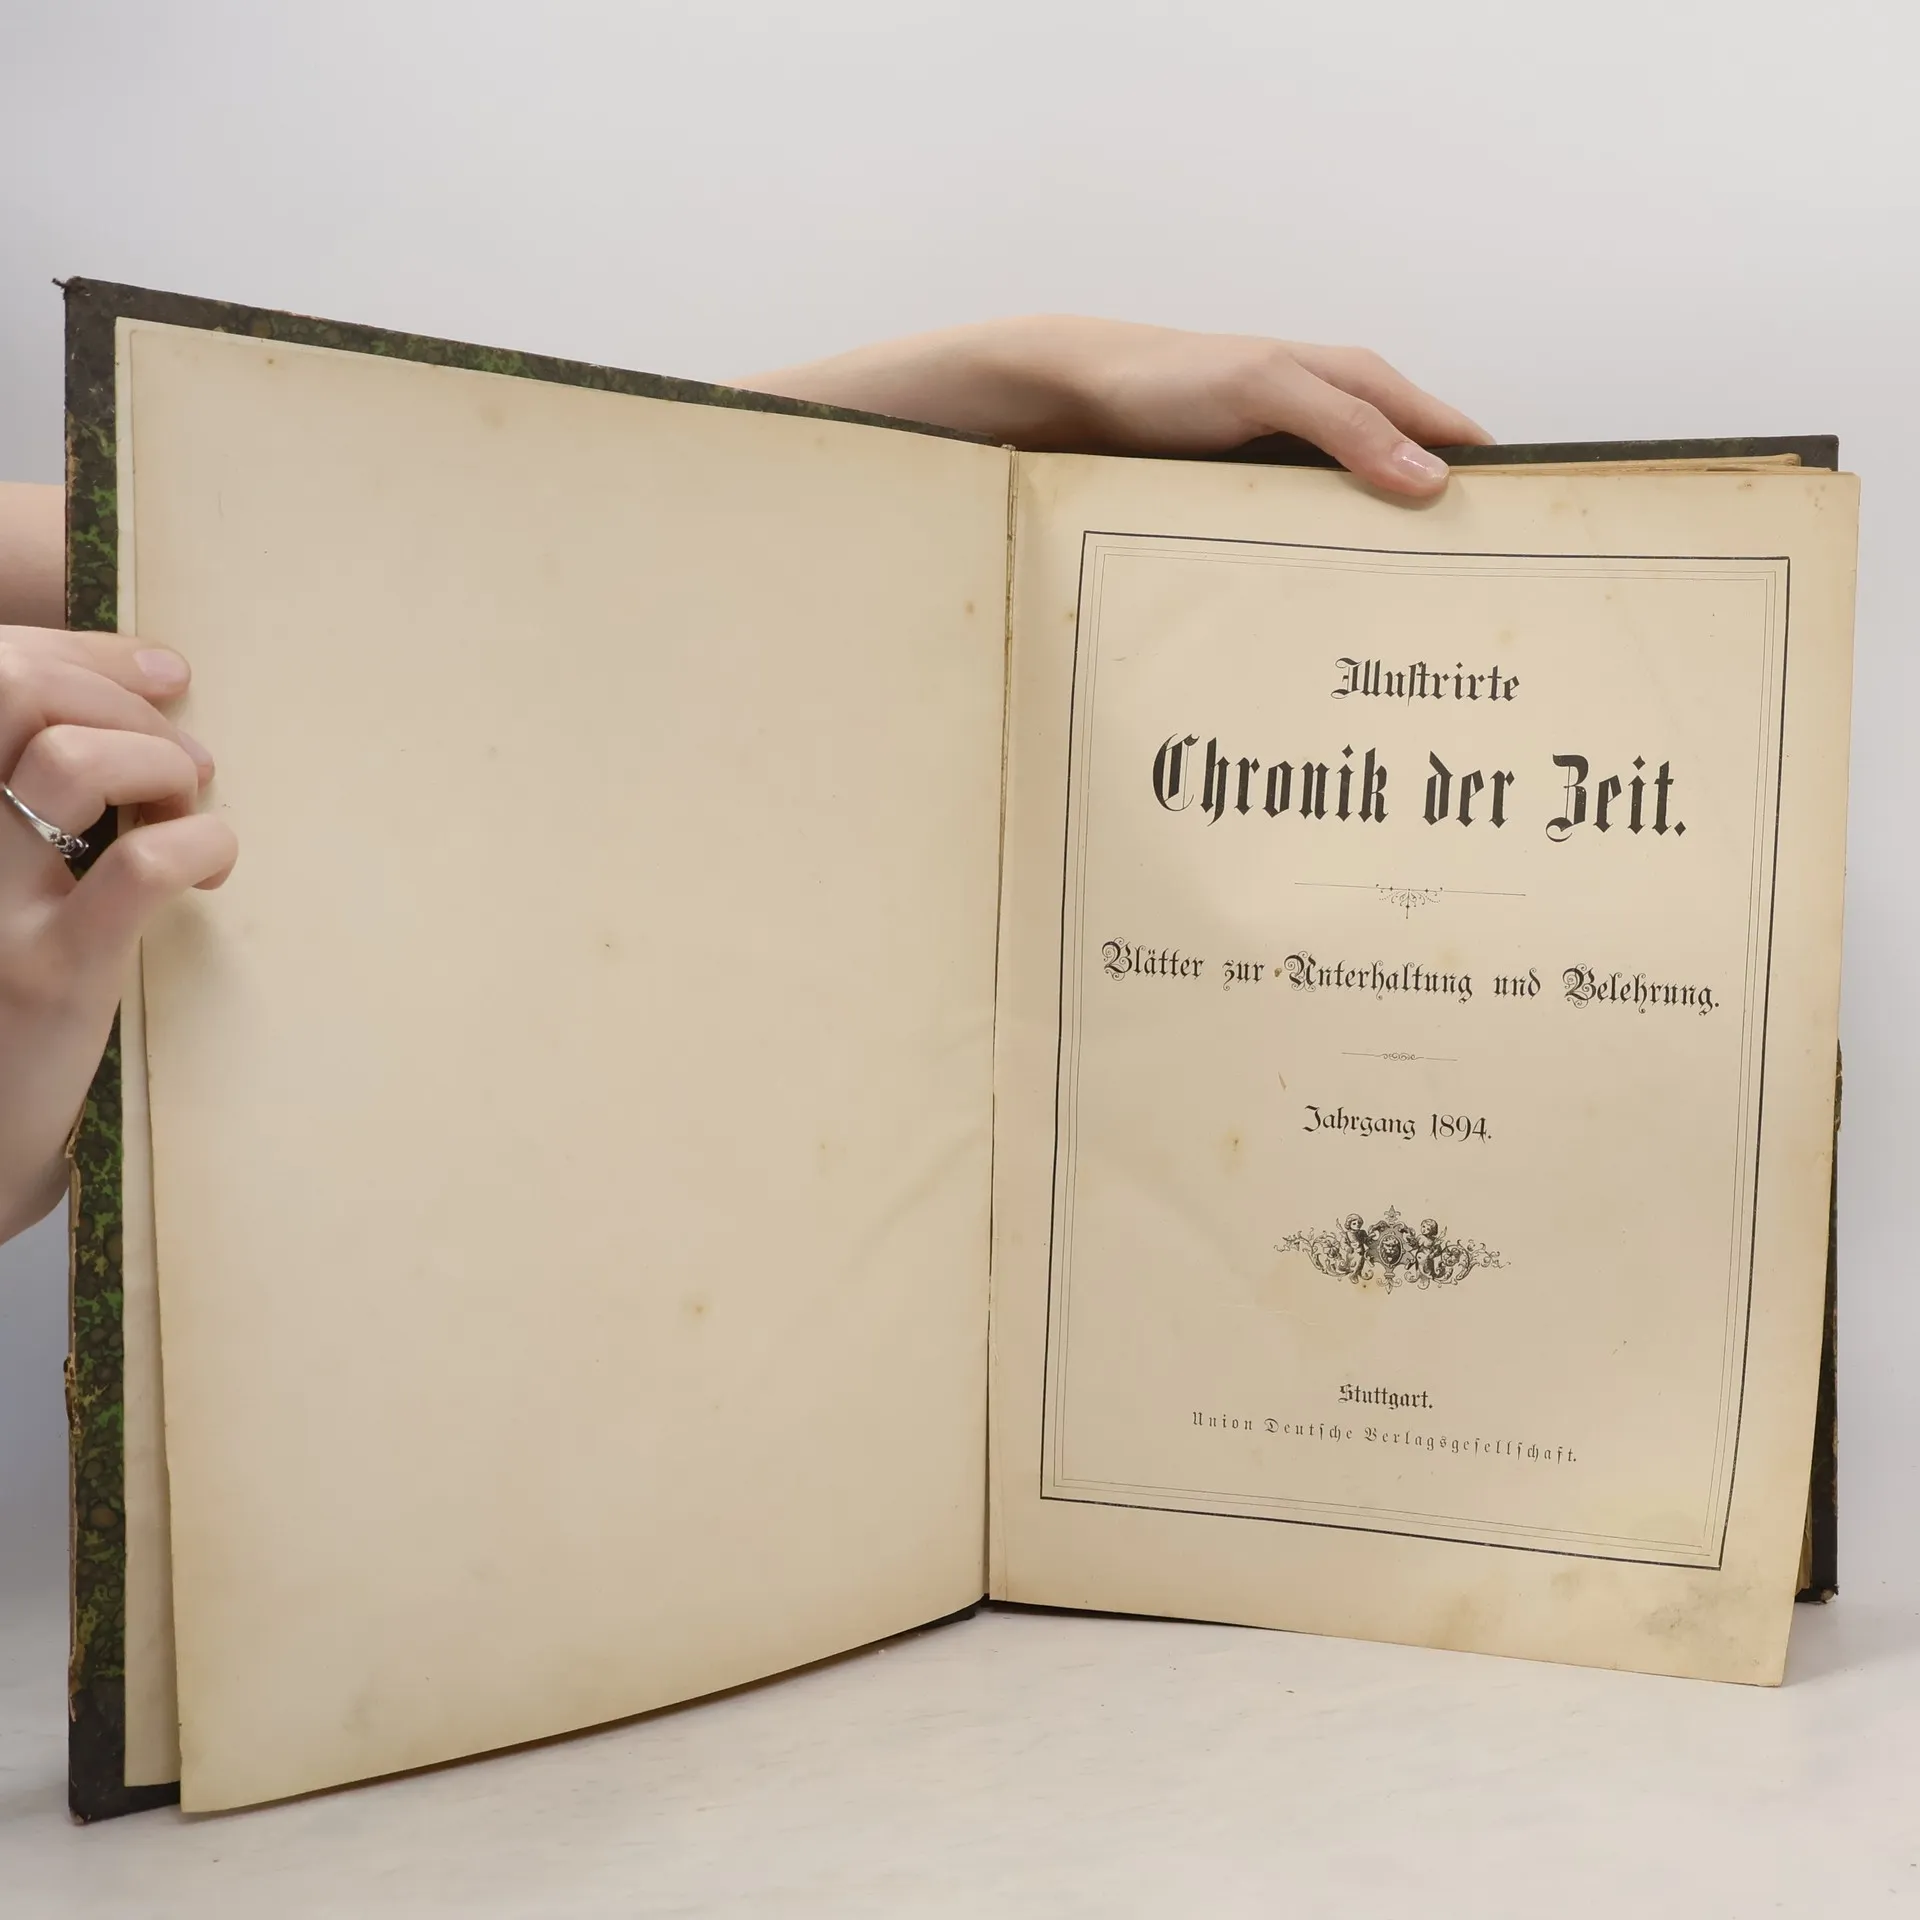 Illustrirte
Chronik der Zeit.
Blätter zur Unterhaltung und Belehrung.
Jahrgang 1894.
Stuttgart.
Union Deutsche Verlagsgesellschaft.